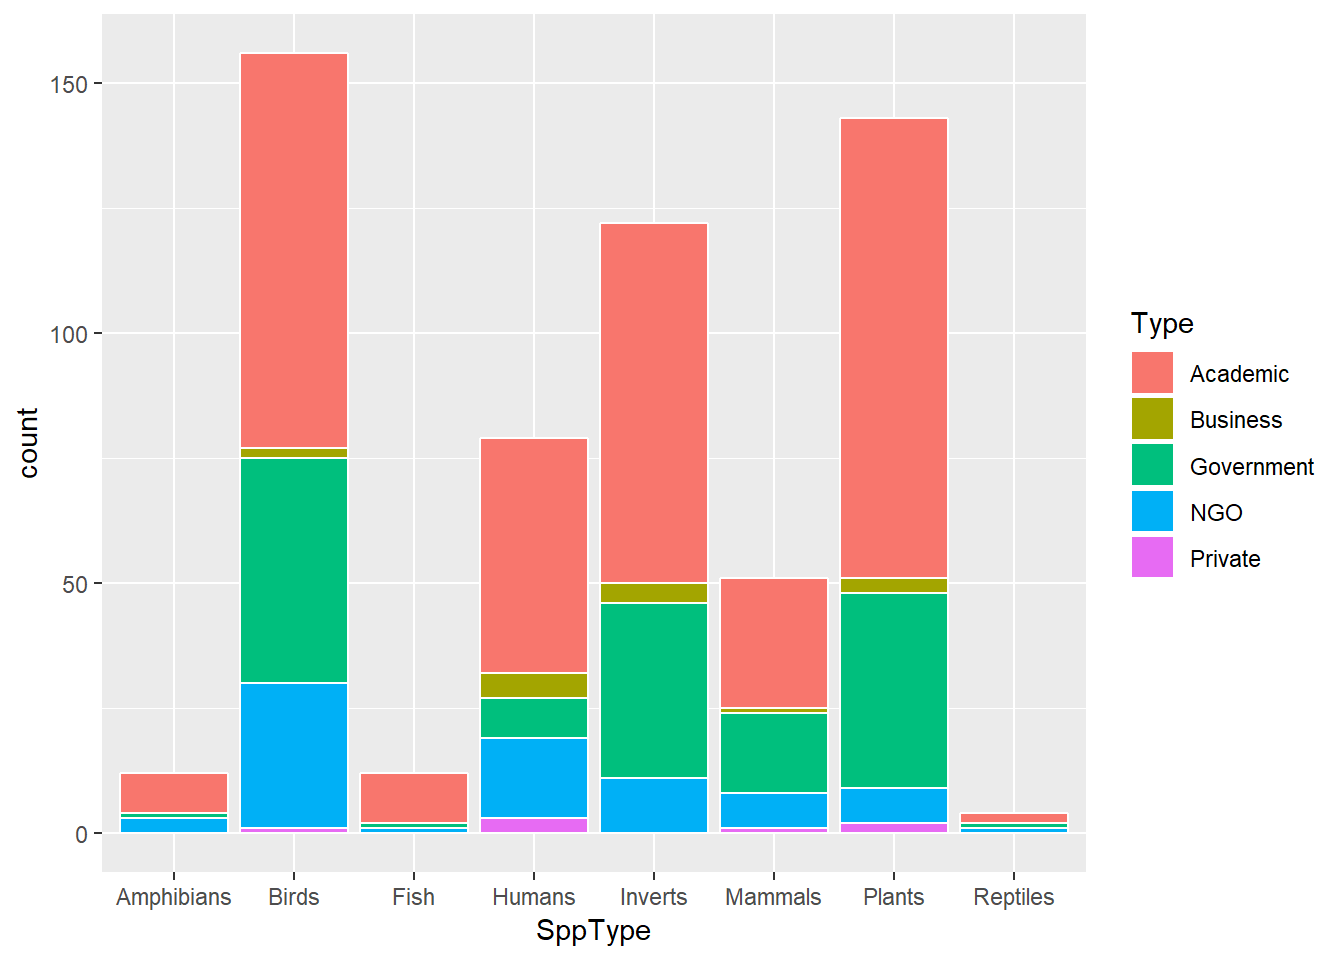 150
100
50
0
count
Amphibians Birds Fish Humans Inverts Mammals Plants Reptiles
SppType
Type
Academic
Business
Government
NGO
Private